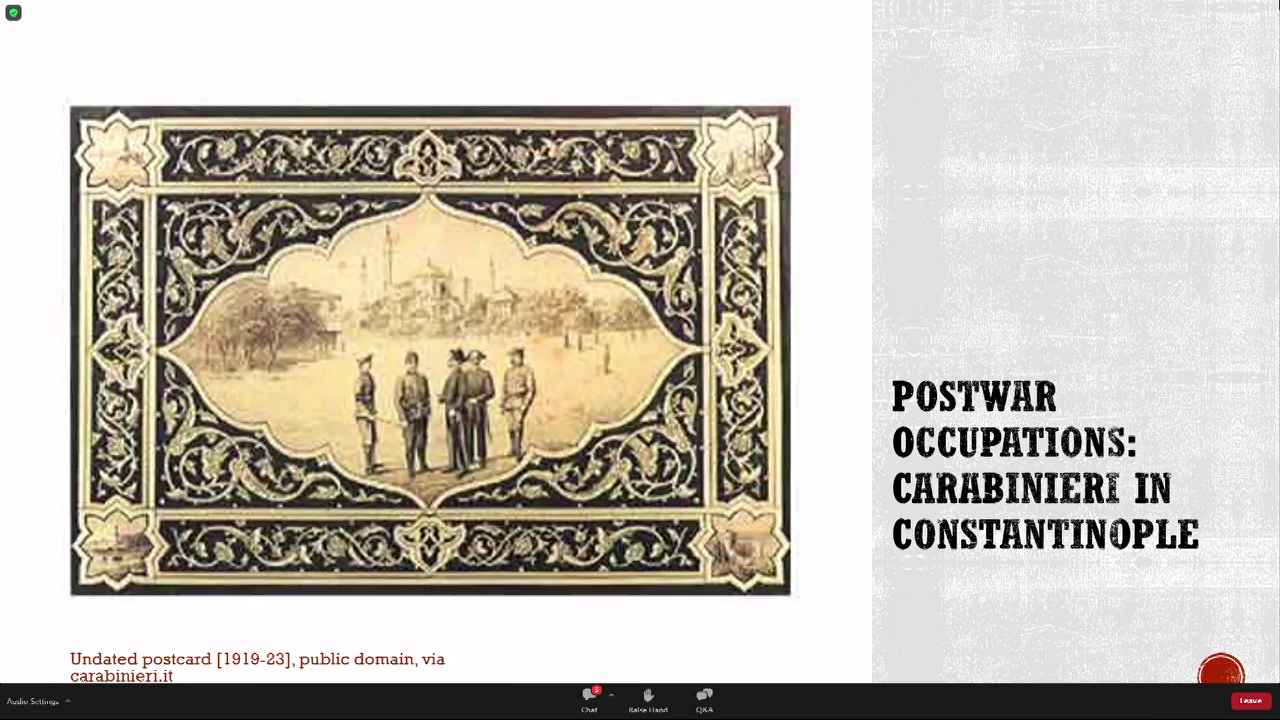 POSTWAR
OCCUPATIONS:
CARABINIERI IN
CONSTANTINOPLE
Undated postcard [1919-23], public domain, via
carabinieri.it
Audio Settings
Chat
Raise Hand
Q&A
Leave